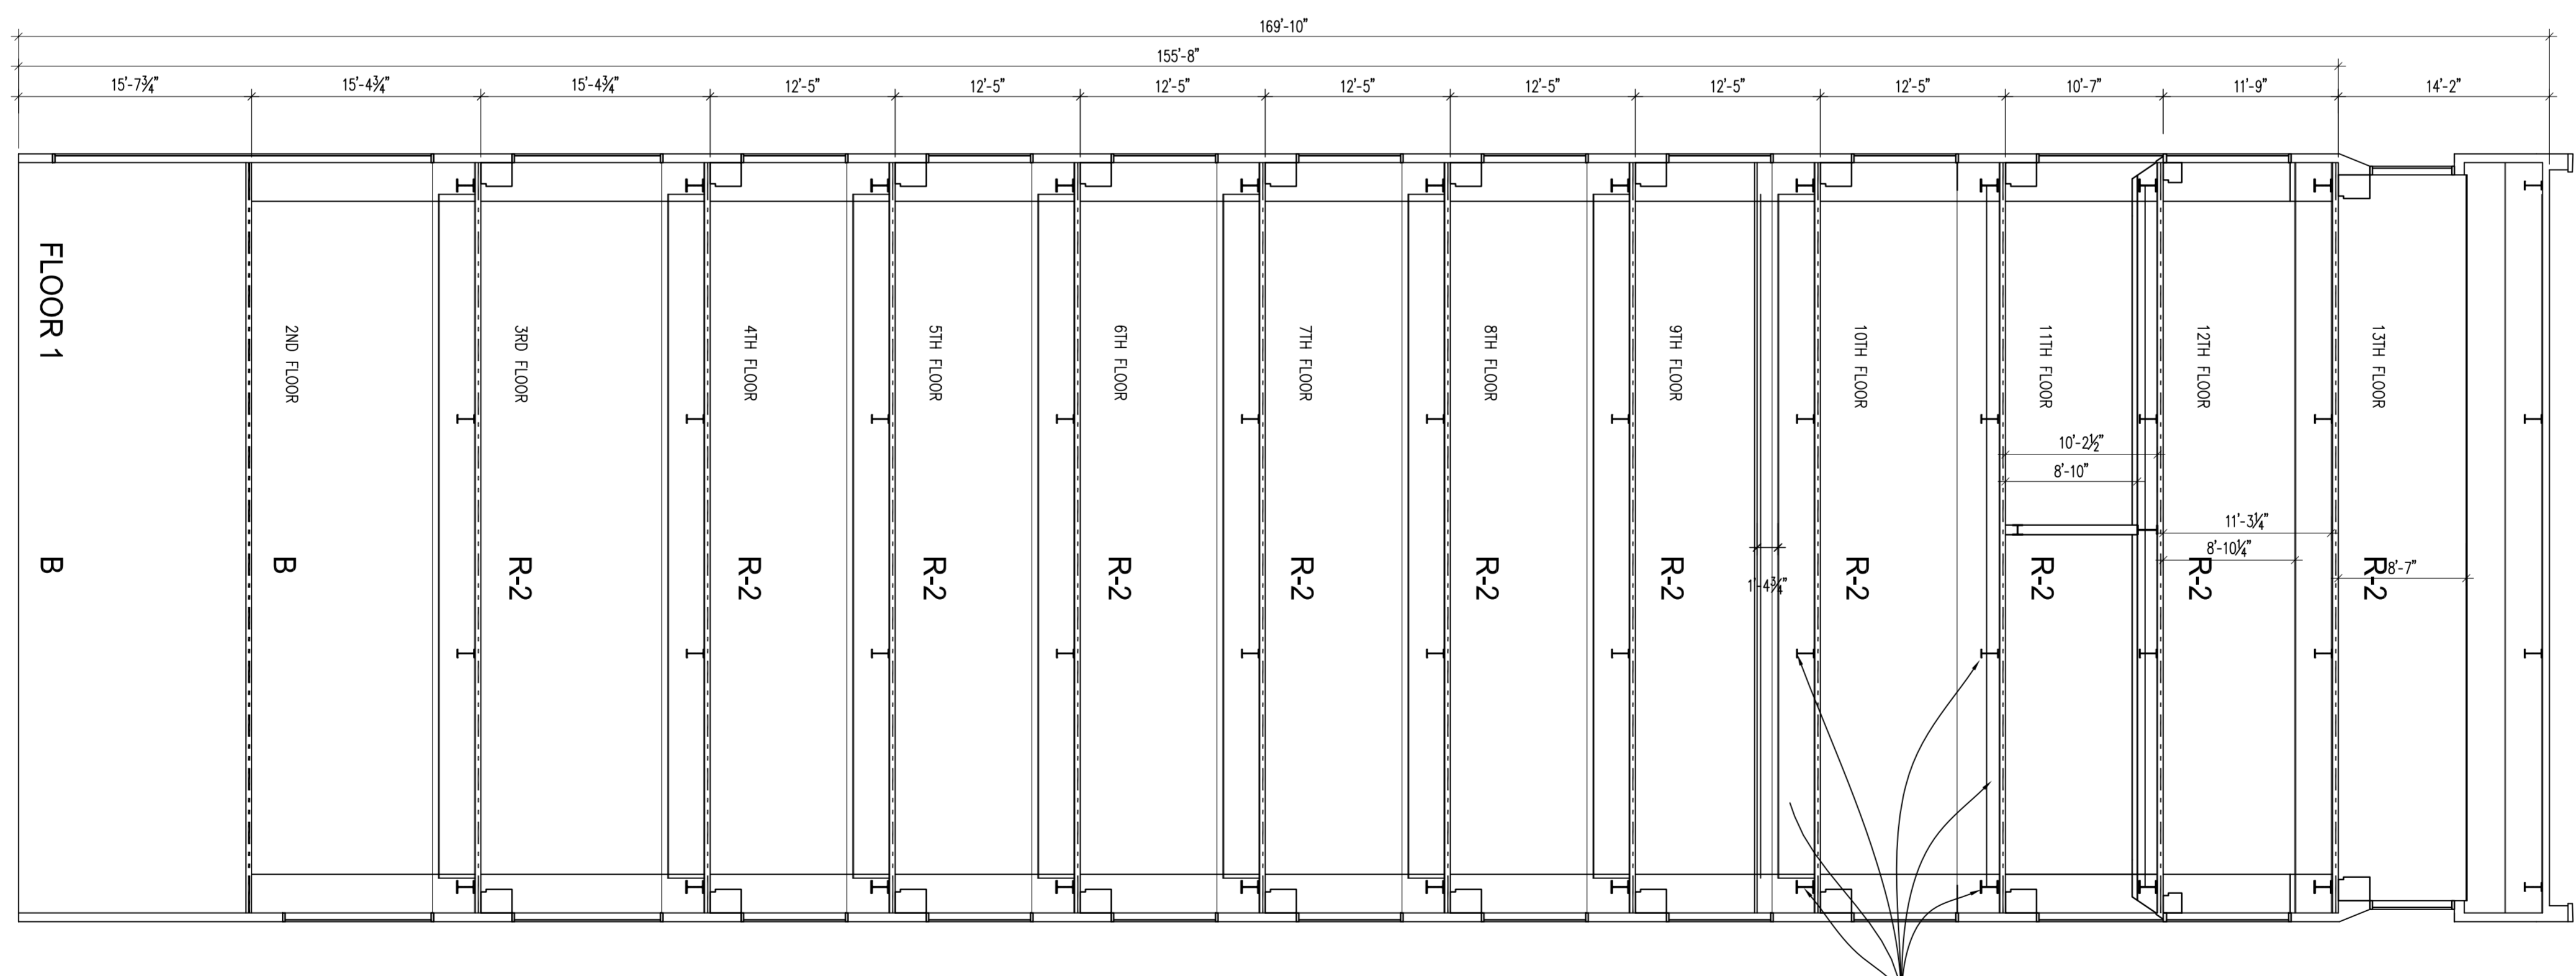 169'-10"
155'-8"
15'-7¾"
15'-4¾"
15'-4¾"
12'-5"
12'-5"
12'-5"
12'-5"
12'-5"
12'-5"
12'-5"
10'-7"
11'-9"
14'-2"
FLOOR 1
B
2ND FLOOR
B
3RD FLOOR
R-2
4TH FLOOR
R-2
5TH FLOOR
R-2
6TH FLOOR
R-2
7TH FLOOR
R-2
8TH FLOOR
R-2
9TH FLOOR
R-2
1'-4¾"
10TH FLOOR
R-2
11TH FLOOR
10'-2½"
8'-10"
R-2
12TH FLOOR
11'-3¼"
8'-10¼"
R-2
13TH FLOOR
R-2
8'-7"